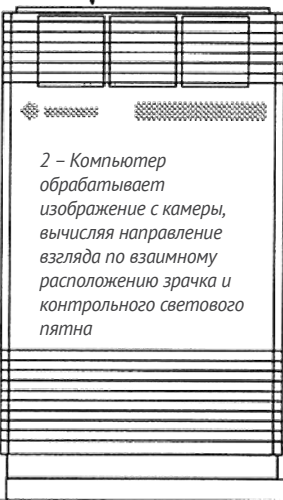 2 – Компьютер
обрабатывает
изображение с камеры,
вычисляя направление
взгляда по взаимному
расположению зрачка и
контрольного светового
пятна